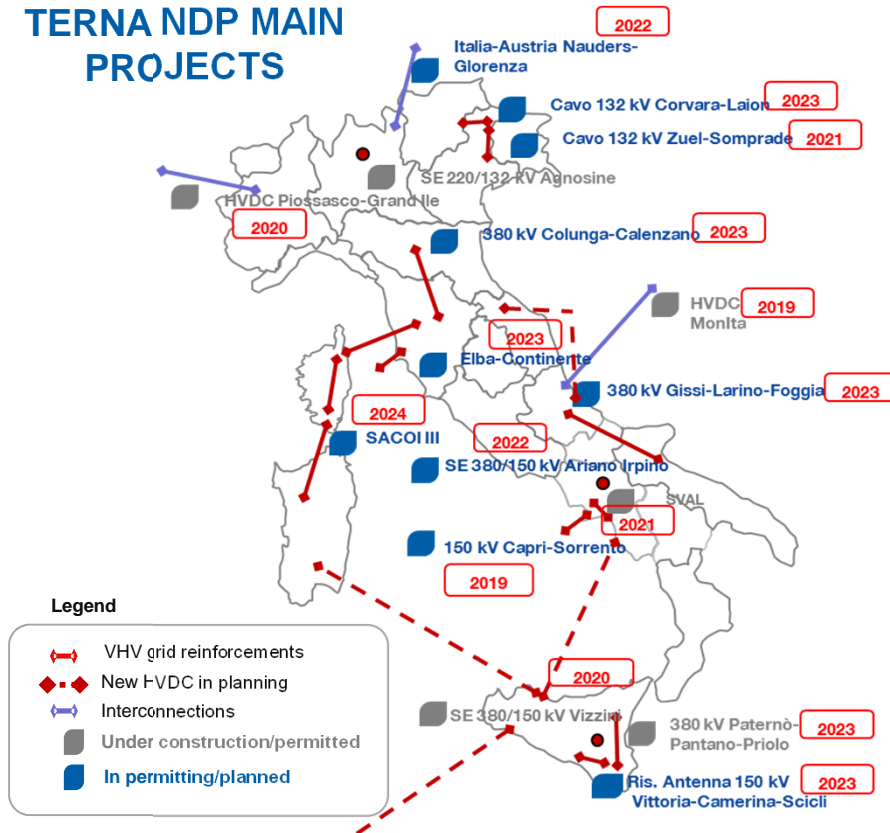 TERNA NDP MAIN
PROJECTS
2022
Italia-Austria Nauders-
Glorenza
Cavo 132 kV Corvara-Laion
2023
Cavo 132 kV Zuel-Somprade
2021
SE 220/132 kV Agnosine
HVDC Piossasco-Grand Ile
2020
380 kV Colunga-Calenzano
2023
HVDC
MonIta
2019
2023
Elba-Continente
380 kV Gissi-Larino-Foggia
2023
2024
SACOI III
2022
SE 380/150 kV Ariano Irpino
SVAL
2021
150 kV Capri-Sorrento
2019
Legend
VHV grid reinforcements
New HVDC in planning
Interconnections
Under construction/permitted
In permitting/planned
2020
SE 380/150 kV Vizzini
380 kV Paternò-
Pantano-Priolo
2023
Ris. Antenna 150 kV
Vittoria-Camerina-Scicli
2023